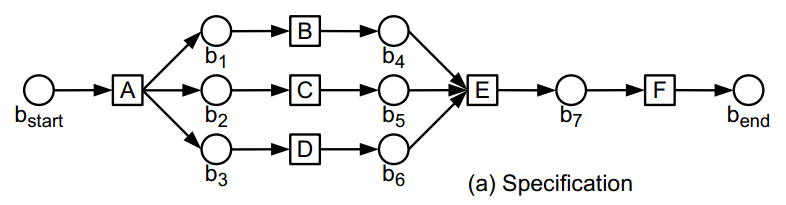 B
b1
b4
A
C
E
F
bstart
b2
b5
b7
bend
D
b3
b6
(a) Specification